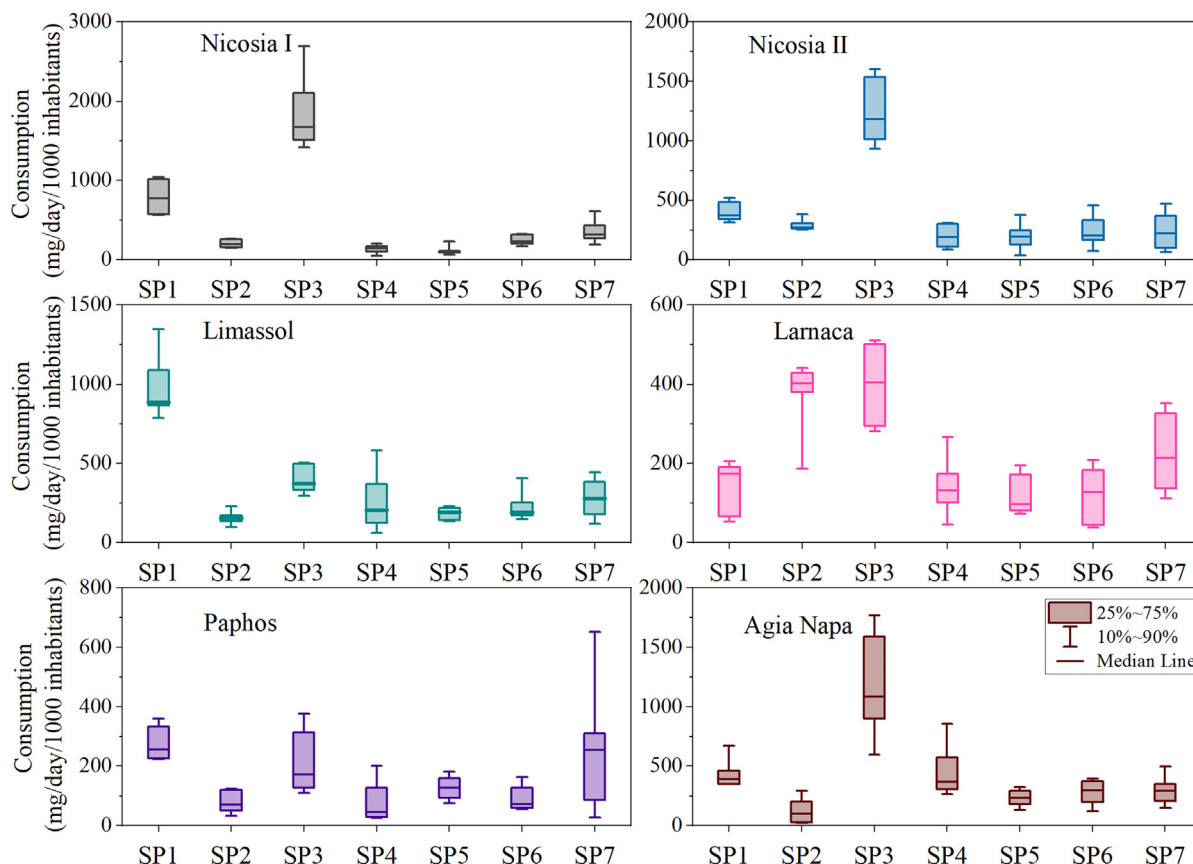 Consumption
(mg/day/1000 inhabitants)
3000
2000
1000
0
Nicosia I
SP1 SP2 SP3 SP4 SP5 SP6 SP7
2000
1500
1000
500
0
Nicosia II
SP1 SP2 SP3 SP4 SP5 SP6 SP7
Consumption
(mg/day/1000 inhabitants)
1500
1000
500
0
Limassol
SP1 SP2 SP3 SP4 SP5 SP6 SP7
600
400
200
0
Larnaca
SP1 SP2 SP3 SP4 SP5 SP6 SP7
Consumption
(mg/day/1000 inhabitants)
800
600
400
200
0
Paphos
SP1 SP2 SP3 SP4 SP5 SP6 SP7
2000
1500
1000
500
0
Agia Napa
25%~75%
10%~90%
Median Line
SP1 SP2 SP3 SP4 SP5 SP6 SP7